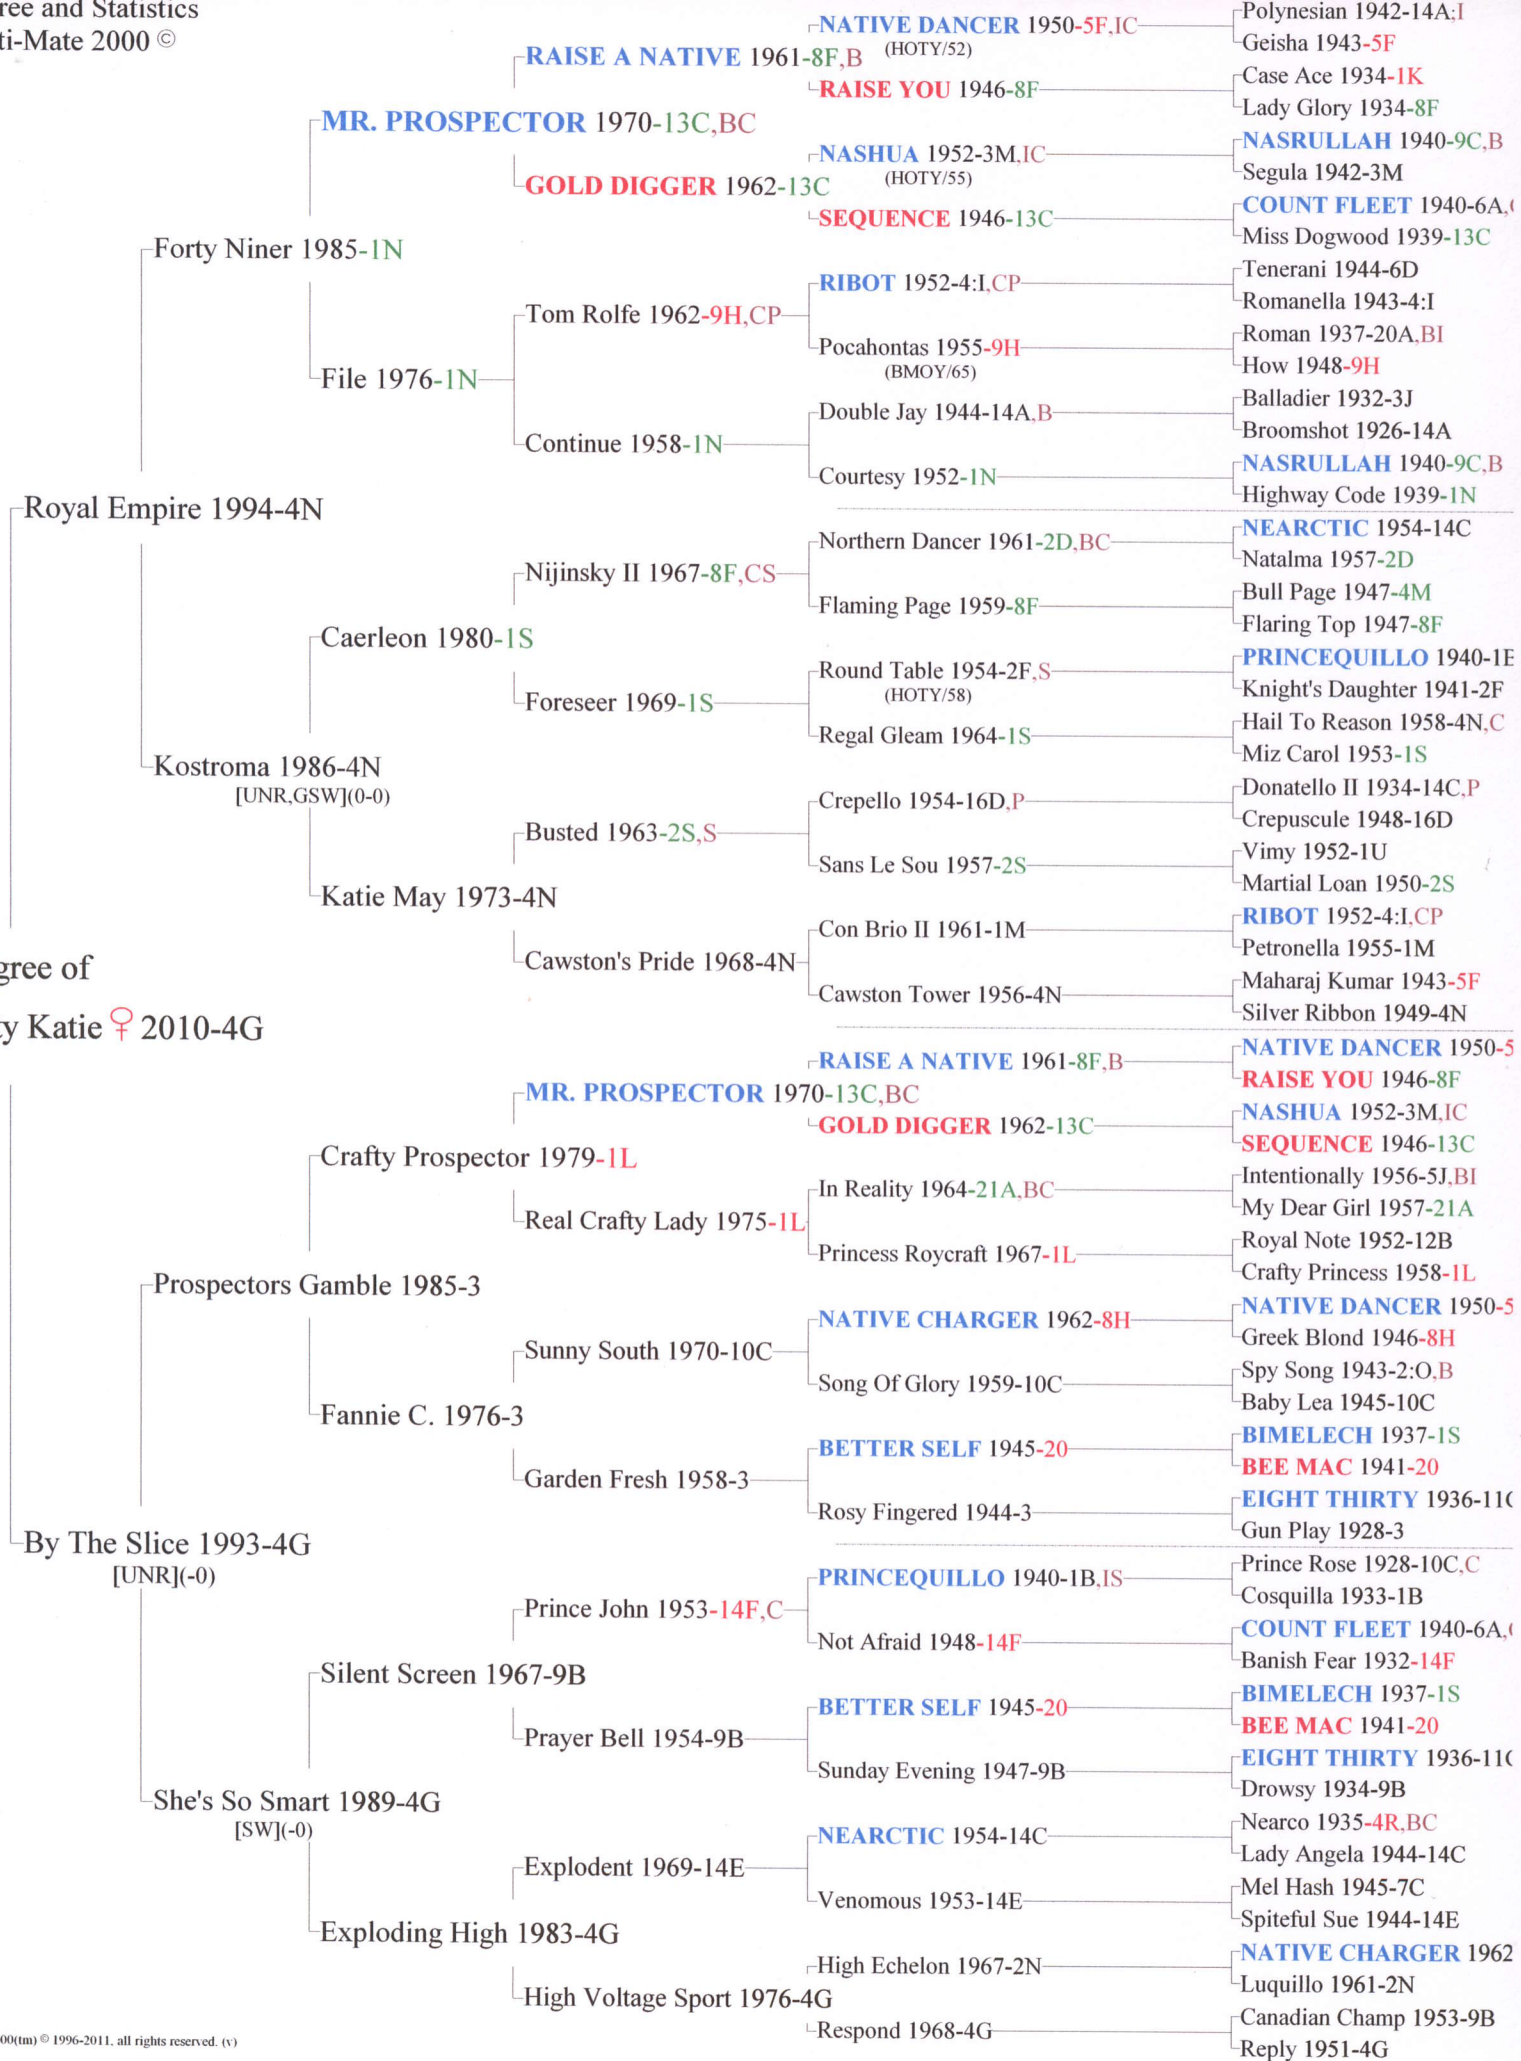 ree and Statistics
ti-Mate 2000 ©
NATIVE DANCER 1950-5F,IC
(HOTY/52)
Polynesian 1942-14A;I
Geisha 1943-5F
RAISE A NATIVE 1961-8F,B
RAISE YOU 1946-8F
Case Ace 1934-1K
Lady Glory 1934-8F
MR. PROSPECTOR 1970-13C,BC
NASHUA 1952-3M,IC
(HOTY/55)
NASRULLAH 1940-9C,B
Segula 1942-3M
GOLD DIGGER 1962-13C
SEQUENCE 1946-13C
COUNT FLEET 1940-6A,
Miss Dogwood 1939-13C
Forty Niner 1985-1N
RIBOT 1952-4:I,CP
Tenerani 1944-6D
Romanella 1943-4:I
Tom Rolfe 1962-9H,CP
Pocahontas 1955-9H
(BMOY/65)
Roman 1937-20A,BI
How 1948-9H
File 1976-1N
Double Jay 1944-14A,B
Balladier 1932-3J
Broomshot 1926-14A
Continue 1958-1N
Courtesy 1952-1N
NASRULLAH 1940-9C,B
Highway Code 1939-1N
Royal Empire 1994-4N
Northern Dancer 1961-2D,BC
NEARCTIC 1954-14C
Natalma 1957-2D
Nijinsky II 1967-8F,CS
Flaming Page 1959-8F
Bull Page 1947-4M
Flaring Top 1947-8F
Caerleon 1980-1S
Round Table 1954-2F,S
(HOTY/58)
PRINCEQUILLO 1940-1B
Knight's Daughter 1941-2F
Foreseer 1969-1S
Regal Gleam 1964-1S
Hail To Reason 1958-4N,C
Miz Carol 1953-1S
Kostroma 1986-4N
[UNR,GSW](0-0)
Crepello 1954-16D,P
Donatello II 1934-14C,P
Crepuscule 1948-16D
Busted 1963-2S,S
Sans Le Sou 1957-2S
Vimy 1952-1U
Martial Loan 1950-2S
Katie May 1973-4N
Con Brio II 1961-1M
RIBOT 1952-4:I,CP
Petronella 1955-1M
Cawston's Pride 1968-4N
Cawston Tower 1956-4N
Maharaj Kumar 1943-5F
Silver Ribbon 1949-4N
gree of
y Katie ♀ 2010-4G
RAISE A NATIVE 1961-8F,B
NATIVE DANCER 1950-5
RAISE YOU 1946-8F
MR. PROSPECTOR 1970-13C,BC
GOLD DIGGER 1962-13C
NASHUA 1952-3M,IC
SEQUENCE 1946-13C
Crafty Prospector 1979-1L
In Reality 1964-21A,BC
Intentionally 1956-5J,BI
My Dear Girl 1957-21A
Real Crafty Lady 1975-1L
Princess Roycraft 1967-1L
Royal Note 1952-12B
Crafty Princess 1958-1L
Prospectors Gamble 1985-3
NATIVE CHARGER 1962-8H
NATIVE DANCER 1950-5
Greek Blond 1946-8H
Sunny South 1970-10C
Song Of Glory 1959-10C
Spy Song 1943-2:O,B
Baby Lea 1945-10C
Fannie C. 1976-3
BETTER SELF 1945-20
BIMELECH 1937-1S
BEE MAC 1941-20
Garden Fresh 1958-3
Rosy Fingered 1944-3
EIGHT THIRTY 1936-11
Gun Play 1928-3
By The Slice 1993-4G
[UNR](-0)
PRINCEQUILLO 1940-1B,IS
Prince Rose 1928-10C,C
Cosquilla 1933-1B
Prince John 1953-14F,C
Not Afraid 1948-14F
COUNT FLEET 1940-6A,
Banish Fear 1932-14F
Silent Screen 1967-9B
BETTER SELF 1945-20
BIMELECH 1937-1S
BEE MAC 1941-20
Prayer Bell 1954-9B
Sunday Evening 1947-9B
EIGHT THIRTY 1936-11
Drowsy 1934-9B
She's So Smart 1989-4G
[SW](-0)
NEARCTIC 1954-14C
Nearco 1935-4R,BC
Lady Angela 1944-14C
Explodent 1969-14E
Venomous 1953-14E
Mel Hash 1945-7C
Spiteful Sue 1944-14E
Exploding High 1983-4G
High Echelon 1967-2N
NATIVE CHARGER 1962
Luquillo 1961-2N
High Voltage Sport 1976-4G
Respond 1968-4G
Canadian Champ 1953-9B
Reply 1951-4G
00(tm) © 1996-2011, all rights reserved. (v)